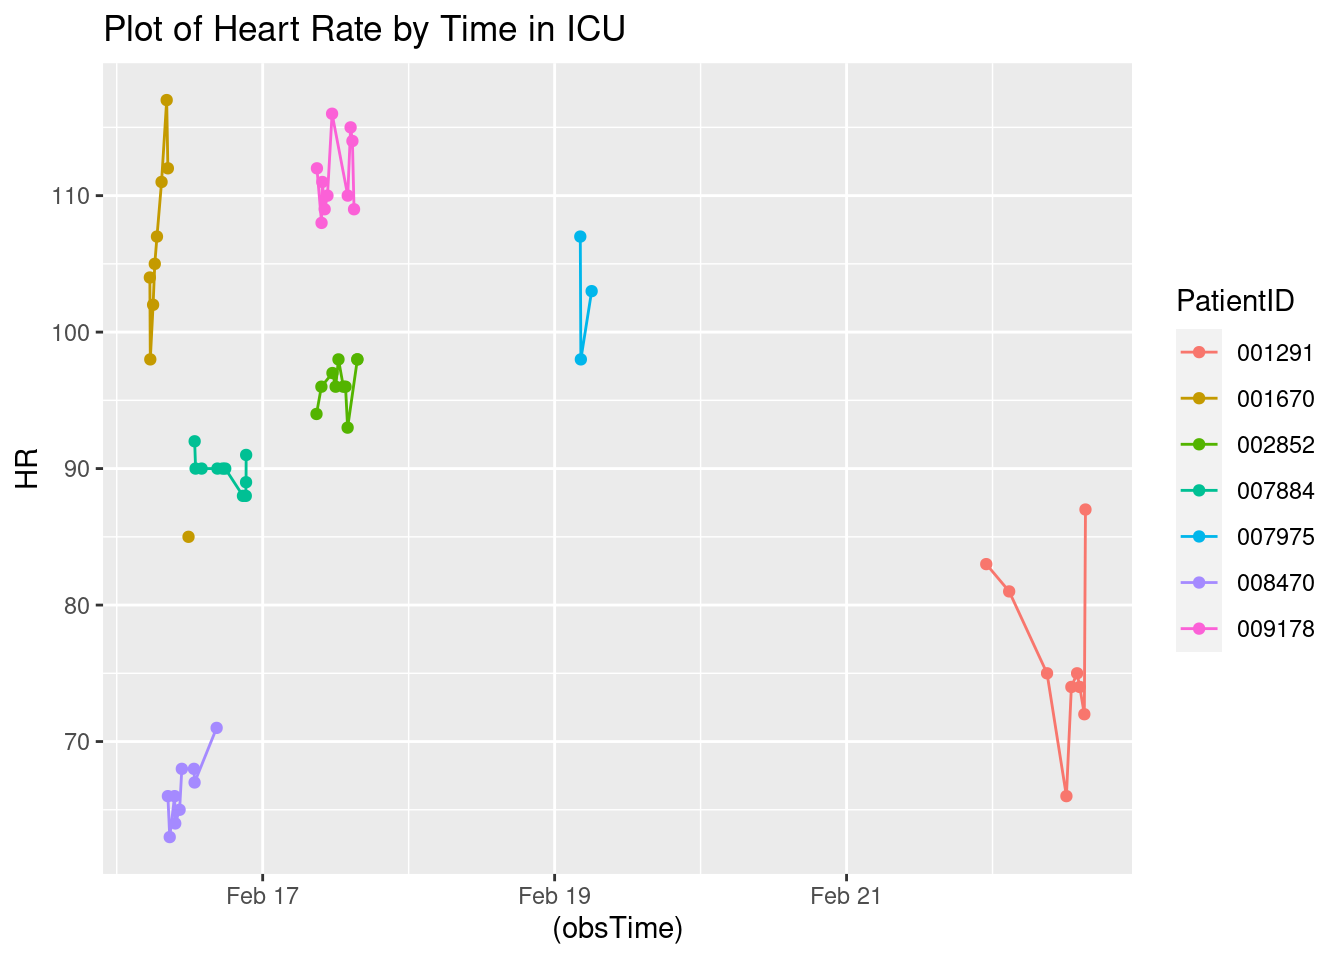 Plot of Heart Rate by Time in ICU
110
100
90
80
70
HR
Feb 17
Feb 19
Feb 21
(obsTime)
PatientID
001291
001670
002852
007884
007975
008470
009178